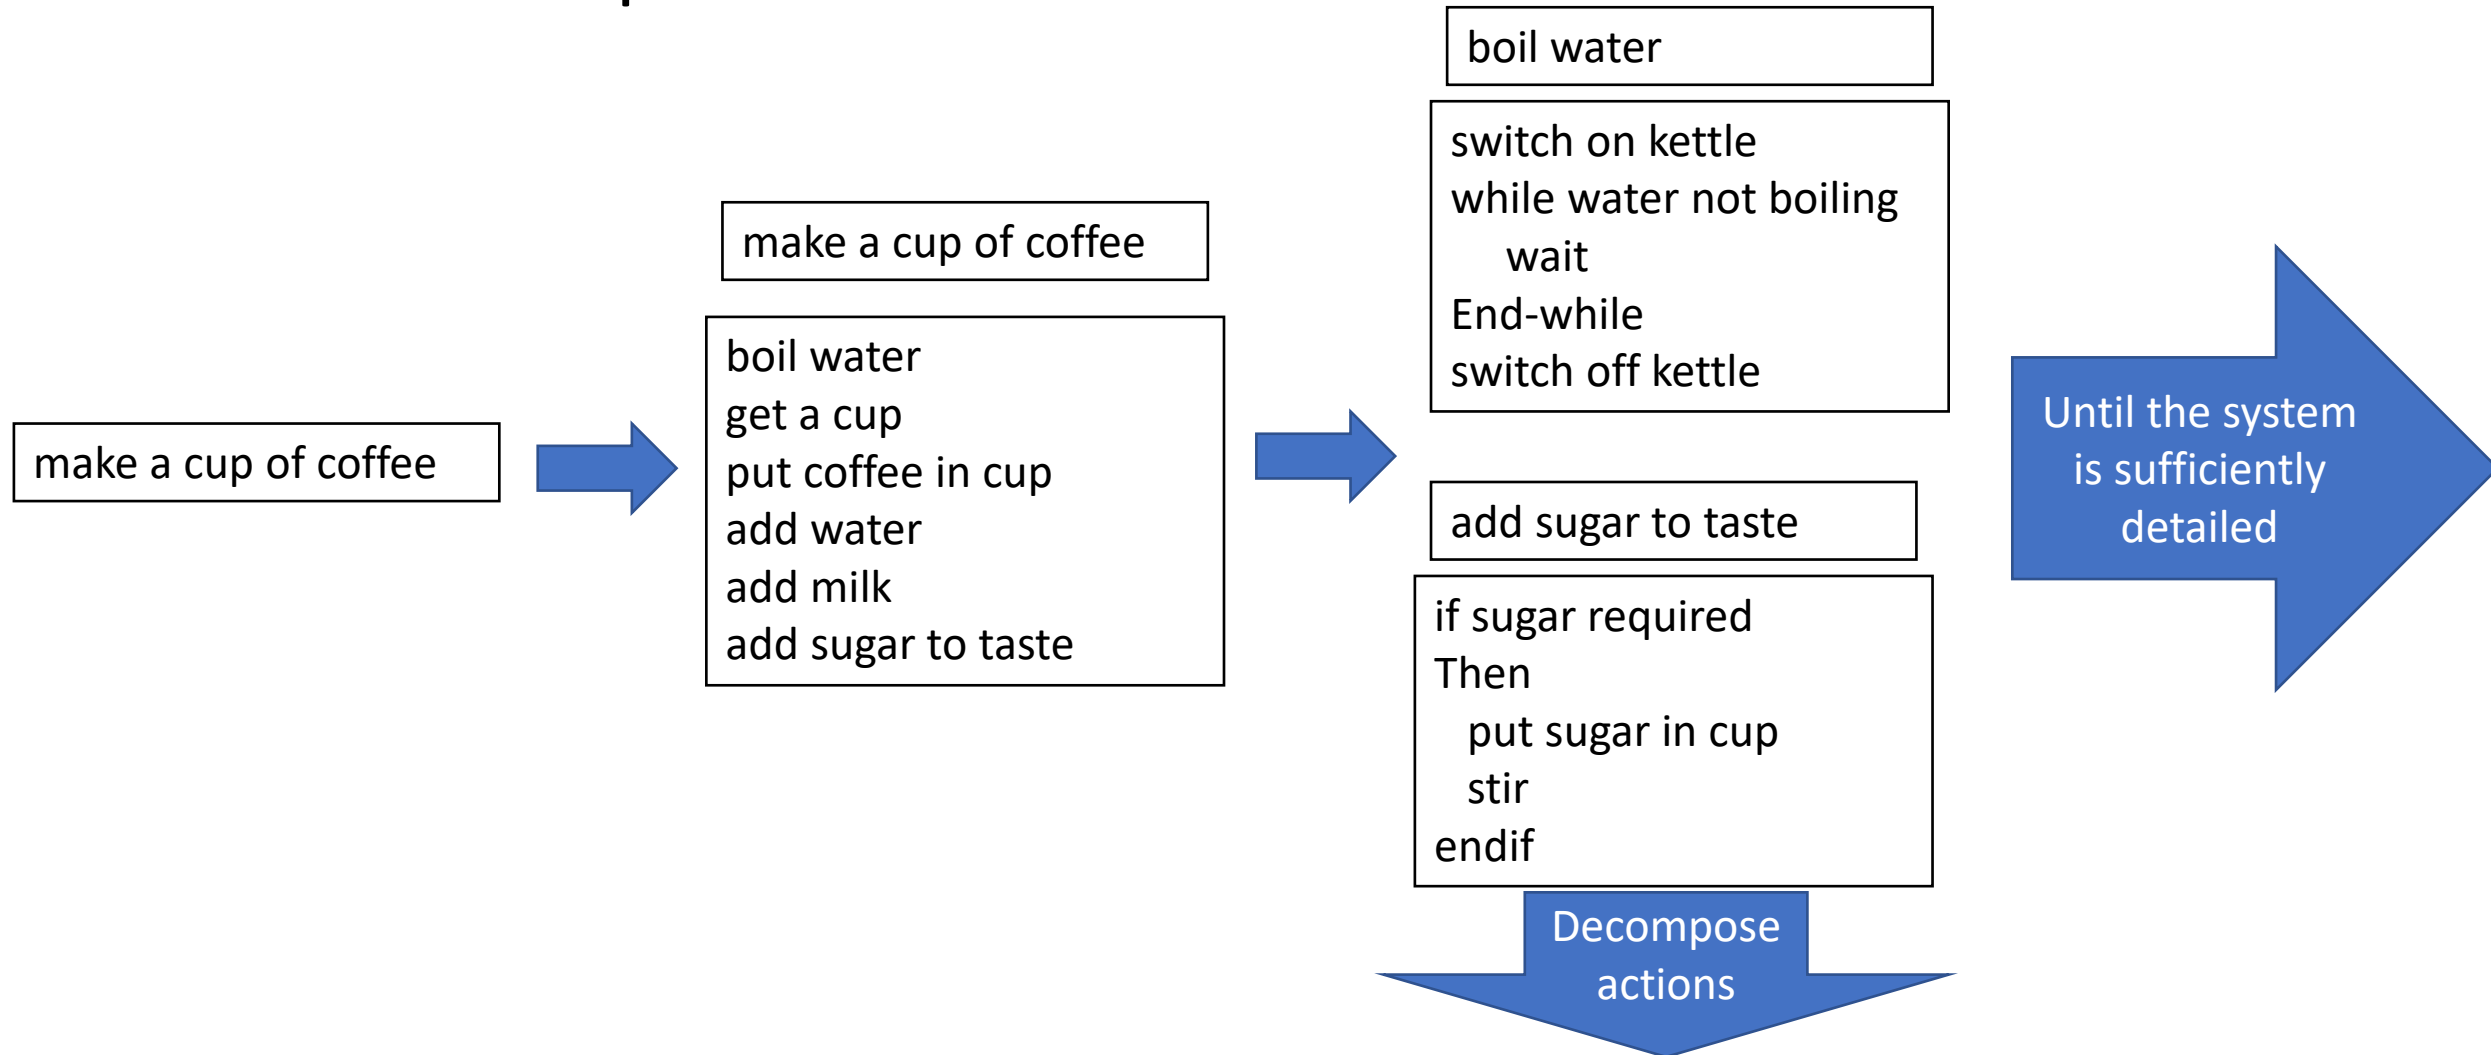 make a cup of coffee
make a cup of coffee
boil water
get a cup
put coffee in cup
add water
add milk
add sugar to taste
boil water
switch on kettle
while water not boiling
wait
End-while
switch off kettle
add sugar to taste
if sugar required
Then
put sugar in cup
stir
endif
Decompose
actions
Until the system
is sufficiently
detailed